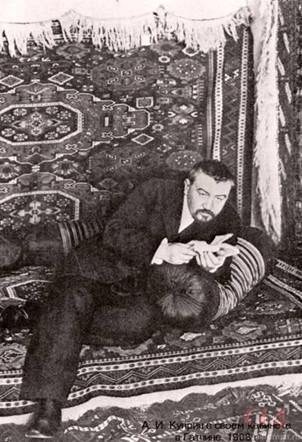 А. И. Куприн в своем кабинете
в Гатчине. 1908